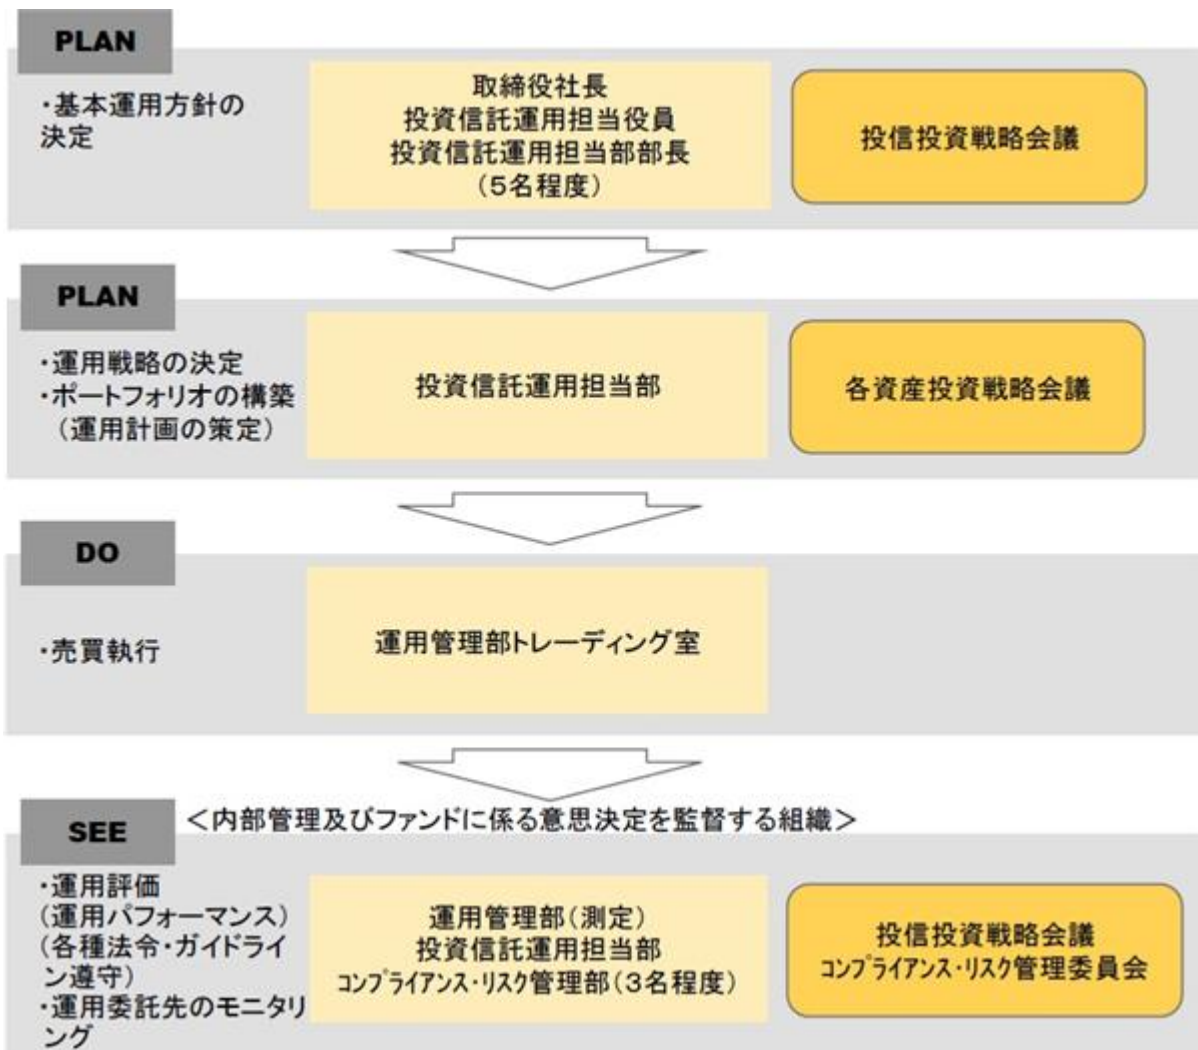 PLAN
・基本運用方針の
決定
取締役社長
投資信託運用担当役員
投資信託運用担当部部長
(5名程度)
投信投資戦略会議
PLAN
・運用戦略の決定
・ポートフォリオの構築
(運用計画の策定)
投資信託運用担当部
各資産投資戦略会議
DO
・売買執行
運用管理部トレーディング室
SEE
＜内部管理及びファンドに係る意思決定を監督する組織＞
・運用評価
(運用パフォーマンス)
(各種法令・ガイドライ
ン遵守)
・運用委託先のモニタリ
ング
運用管理部(測定)
投資信託運用担当部
コンプライアンス・リスク管理部(3名程度)
投信投資戦略会議
コンプライアンス・リスク管理委員会